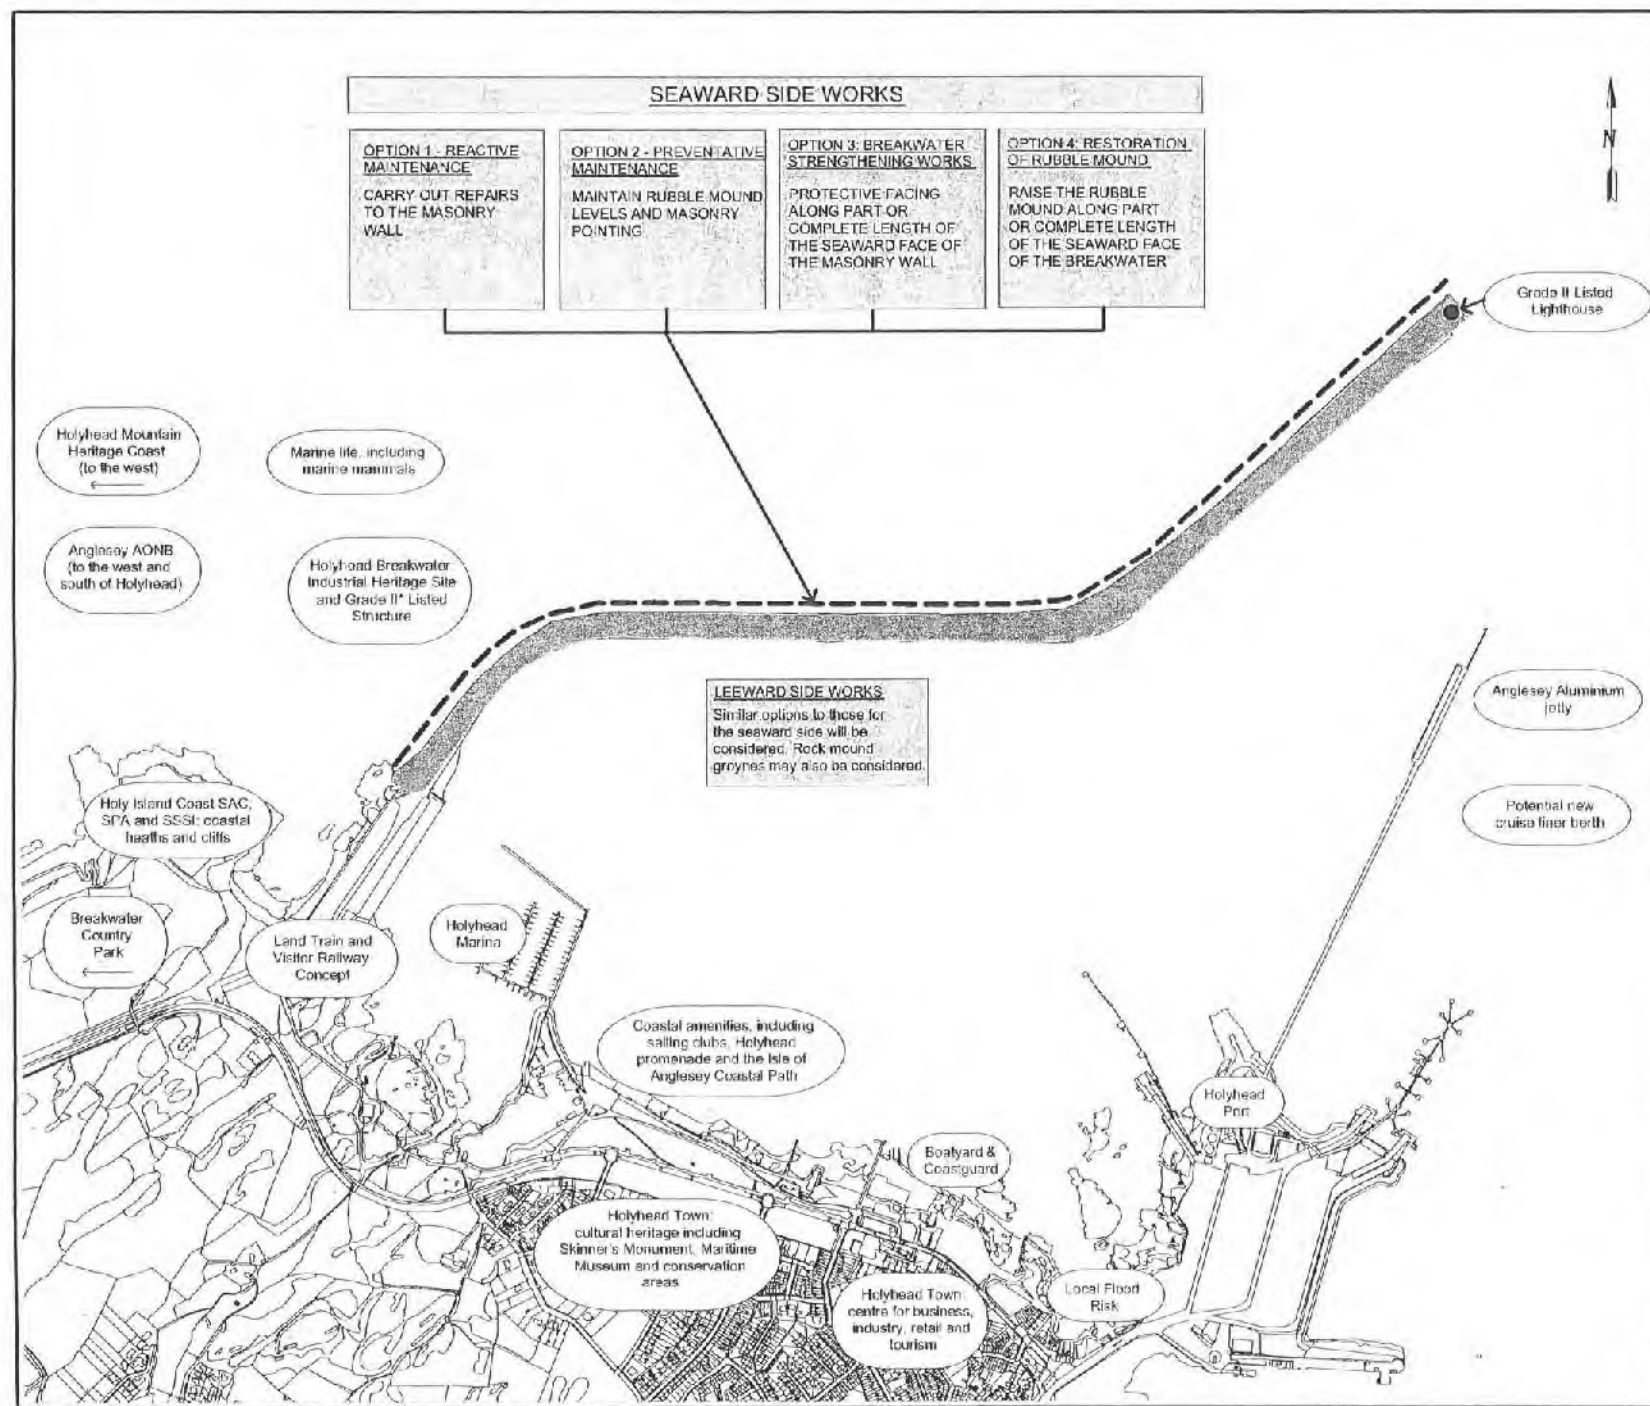 SEAWARD SIDE WORKS
OPTION 1 - REACTIVE
MAINTENANCE
CARRY OUT REPAIRS
TO THE MASONRY
WALL
OPTION 2 - PREVENTATIVE
MAINTENANCE
MAINTAIN RUBBLE MOUND
LEVELS AND MASONRY
POINTING
OPTION 3: BREAKWATER
STRENGTHENING WORKS
PROTECTIVE FACING
ALONG PART OR
COMPLETE LENGTH OF
THE SEAWARD FACE OF
THE MASONRY WALL
OPTION 4: RESTORATION
OF RUBBLE MOUND
RAISE THE RUBBLE
MOUND ALONG PART
OR COMPLETE LENGTH
OF THE SEAWARD FACE
OF THE BREAKWATER
N
Grade II Listed
Lighthouse
Holyhead Mountain
Heritage Coast
(to the west)
Marine life, including
marine mammals
Anglesey AONB
(to the west and
south of Holyhead)
Holyhead Breakwater
Industrial Heritage Site
and Grade II* Listed
Structure
LEEWARD SIDE WORKS
Similar options to those for
the seaward side will be
considered. Rock mound
groynes may also be considered.
Anglesey Aluminium
jetty
Potential new
cruise liner berth
Holy Island Coast SAC,
SPA and SSSI: coastal
heaths and cliffs
Breakwater
Country
Park
Land Train and
Visitor Railway
Concept
Holyhead
Marina
Coastal amenities, including
sailing clubs, Holyhead
promenade and the Isle of
Anglesey Coastal Path
Holyhead
Port
Boatyard &
Coastguard
Holyhead Town:
cultural heritage including
Skinner's Monument, Maritime
Museum and conservation
areas
Holyhead Town:
centre for business,
industry, retail and
tourism
Local Flood
Risk